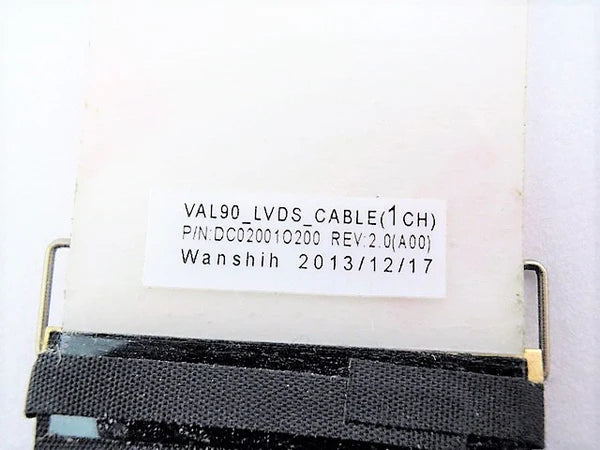 VAL90_LVDS_CABLE(1CH)
P/N:DC02001O200 REV:2.0(A00)
Wanshih 2013/12/17